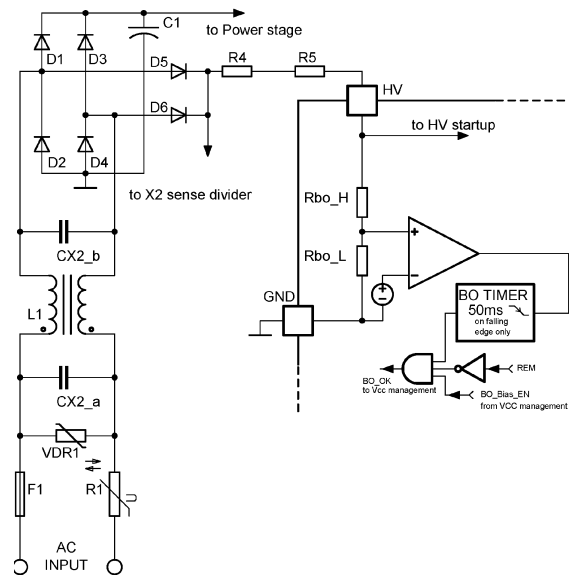 C1
to Power stage
D1
D3
D5
R4
R5
HV
D6
to HV startup
D2
D4
to X2 sense divider
Rbo_H
CX2_b
Rbo_L
+
-
L1
GND
BO TIMER
50ms
on falling
edge only
BO_OK
to Vcc management
REM
BO_Bias_EN
from VCC management
CX2_a
VDR1
F1
R1
U
AC
INPUT